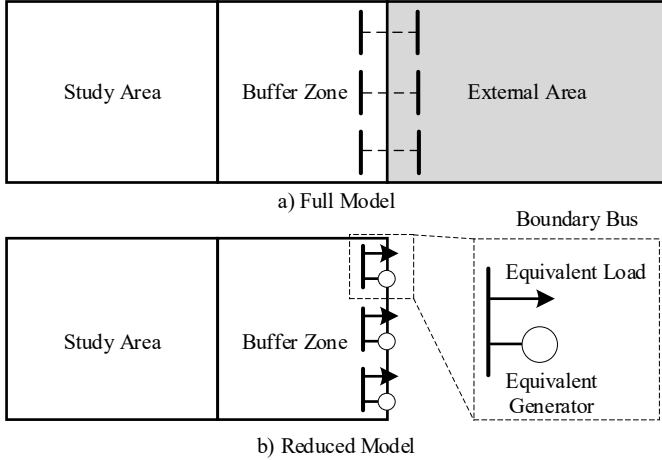 Study Area
Buffer Zone
External Area
a) Full Model
Boundary Bus
Study Area
Buffer Zone
Equivalent Load
Equivalent
Generator
b) Reduced Model